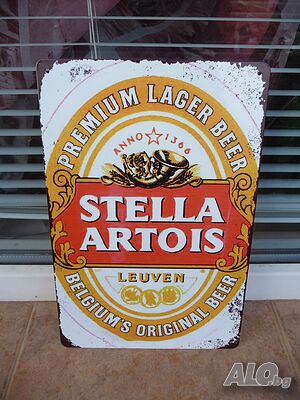 PREMIUM LAGER BEER
ANNO ☆ 1366
STELLA
ARTOIS
LEUVEN
BELGIUM'S ORIGINAL BEER
ALO.bg